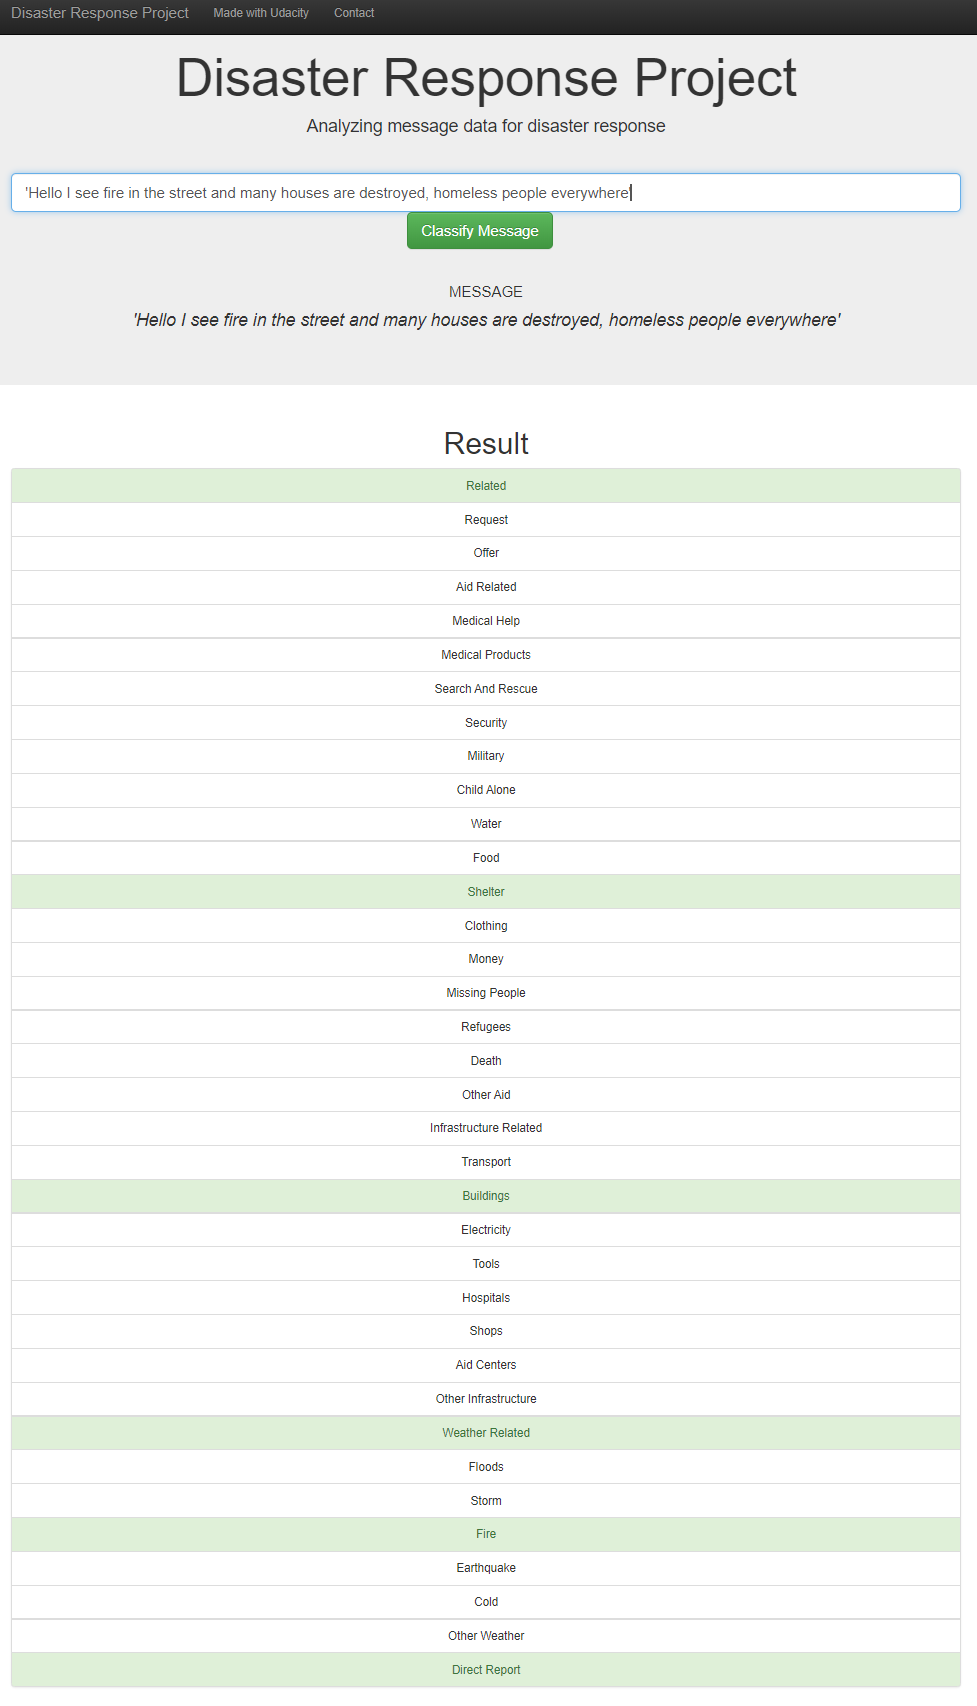 Disaster Response Project Made with Udacity Contact
Disaster Response Project
Analyzing message data for disaster response
'Hello I see fire in the street and many houses are destroyed, homeless people everywhere'
Classify Message
MESSAGE
'Hello I see fire in the street and many houses are destroyed, homeless people everywhere'
Result
Related
Request
Offer
Aid Related
Medical Help
Medical Products
Search And Rescue
Security
Military
Child Alone
Water
Food
Shelter
Clothing
Money
Missing People
Refugees
Death
Other Aid
Infrastructure Related
Transport
Buildings
Electricity
Tools
Hospitals
Shops
Aid Centers
Other Infrastructure
Weather Related
Floods
Storm
Fire
Earthquake
Cold
Other Weather
Direct Report